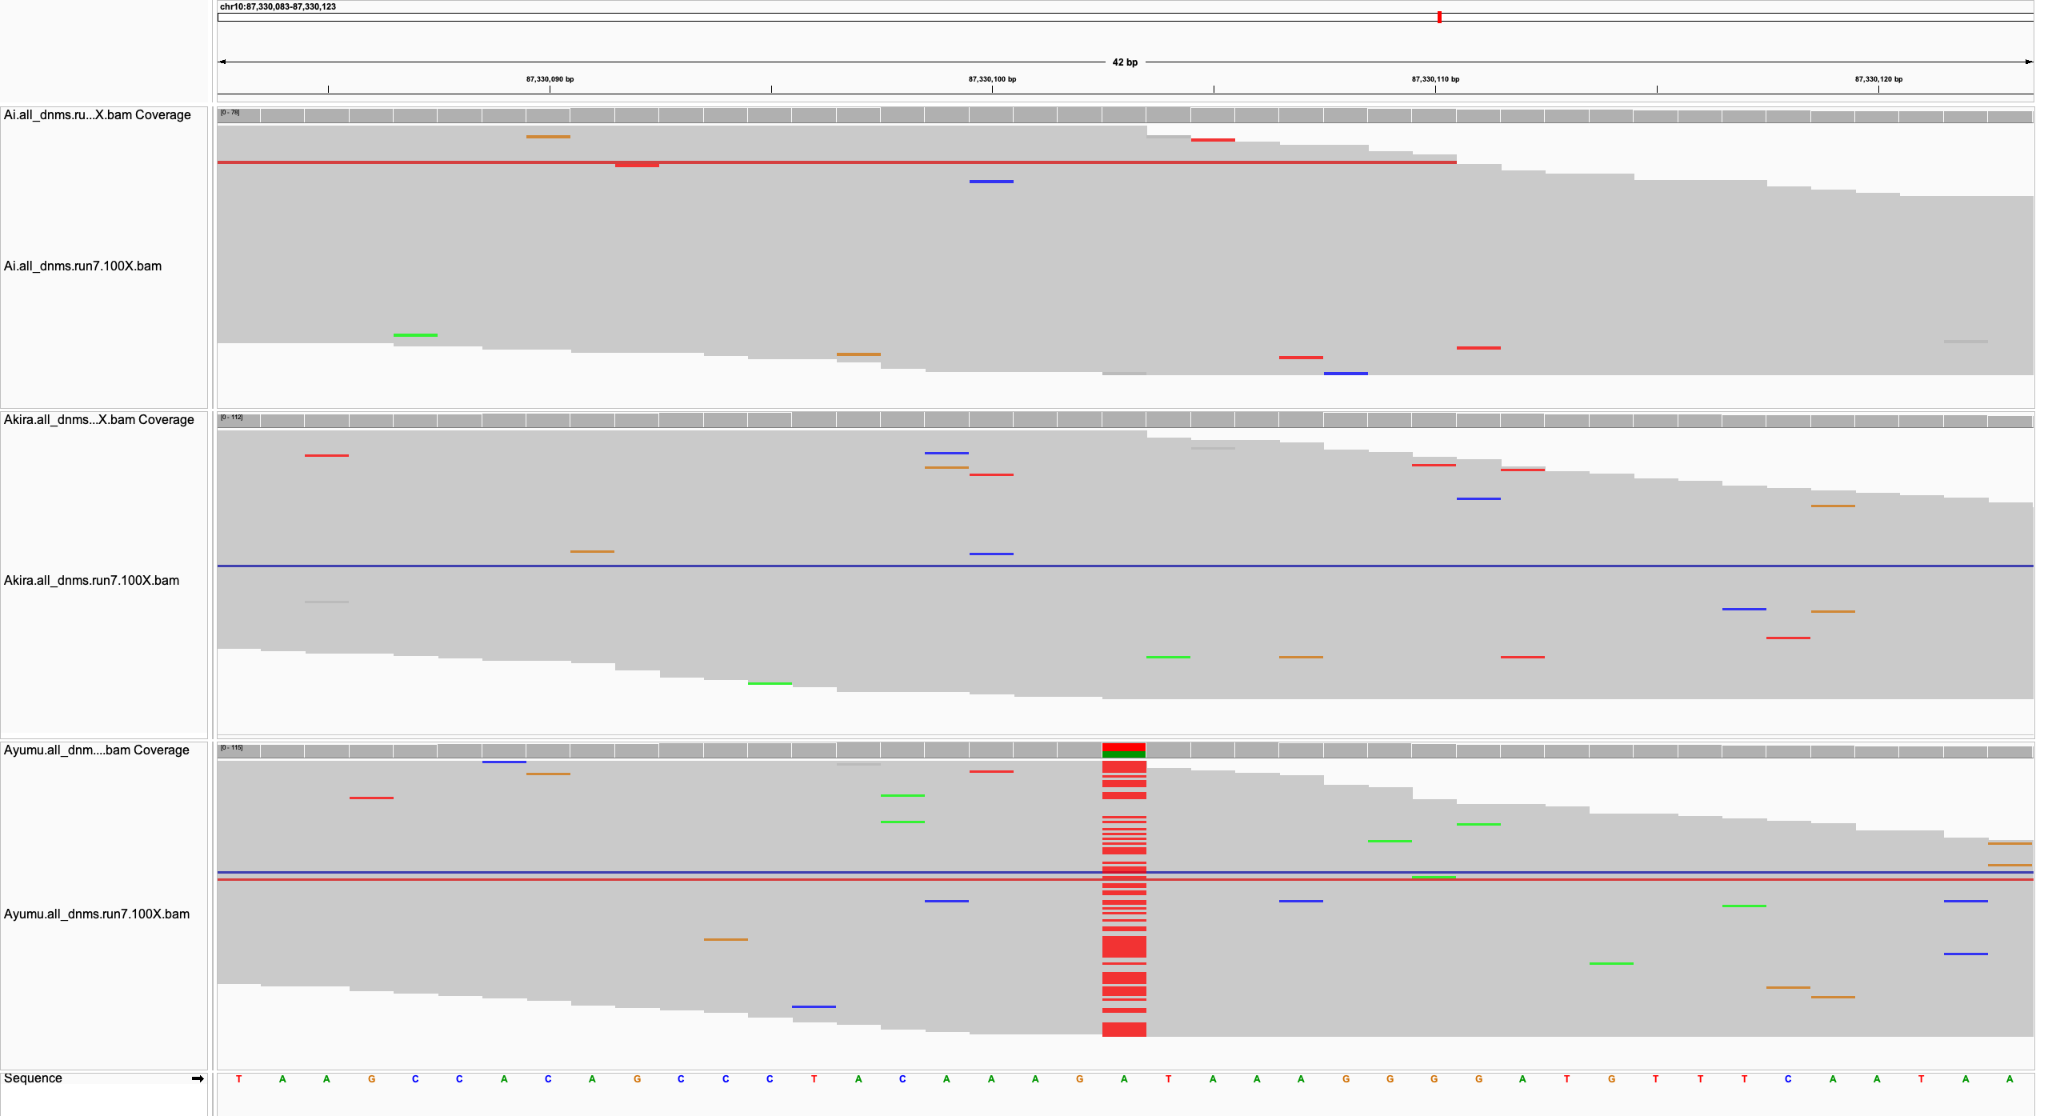 chr10:87,330,083-87,330,123
42 bp
87,330,090 bp 87,330,100 bp 87,330,110 bp 87,330,120 bp
Ai.all_dnms.ru...X.bam Coverage
[0 - 79]
Ai.all_dnms.run7.100X.bam
Akira.all_dnms...X.bam Coverage
[0 - 112]
Akira.all_dnms.run7.100X.bam
Ayumu.all_dnm....bam Coverage
[0 - 115]
Ayumu.all_dnms.run7.100X.bam
Sequence T A A G C C A C A G C C C T A C A A A G A T A A A G G G G A T G T T T C A A T A A